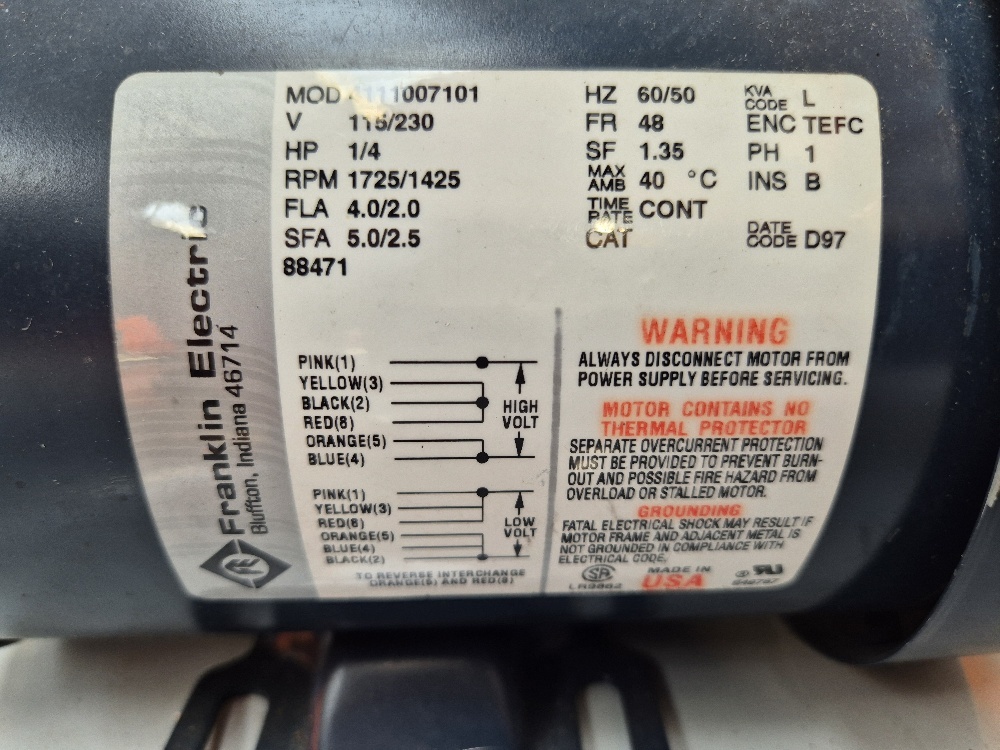 MOD 4111007101
V 115/230
HP 1/4
RPM 1725/1425
FLA 4.0/2.0
SFA 5.0/2.5
88471
HZ 60/50
FR 48
SF 1.35
MAX AMB 40 °C
TIME RATE CONT
CAT
KVA CODE L
ENC TEFC
PH 1
INS B
DATE CODE D97
Franklin Electric
Bluffton, Indiana 46714
PINK(1)
YELLOW(3)
BLACK(2)
RED(8)
ORANGE(5)
BLUE(4)
HIGH
VOLT
PINK(1)
YELLOW(3)
RED(8)
ORANGE(5)
BLUE(4)
BLACK(2)
LOW
VOLT
TO REVERSE INTERCHANGE
ORANGE(5) AND RED(8)
WARNING
ALWAYS DISCONNECT MOTOR FROM
POWER SUPPLY BEFORE SERVICING.
MOTOR CONTAINS NO
THERMAL PROTECTOR
SEPARATE OVERCURRENT PROTECTION
MUST BE PROVIDED TO PREVENT BURN-
OUT AND POSSIBLE FIRE HAZARD FROM
OVERLOAD OR STALLED MOTOR.
GROUNDING
FATAL ELECTRICAL SHOCK MAY RESULT IF
MOTOR FRAME AND ADJACENT METAL IS
NOT GROUNDED IN COMPLIANCE WITH
ELECTRICAL CODE.
MADE IN
USA